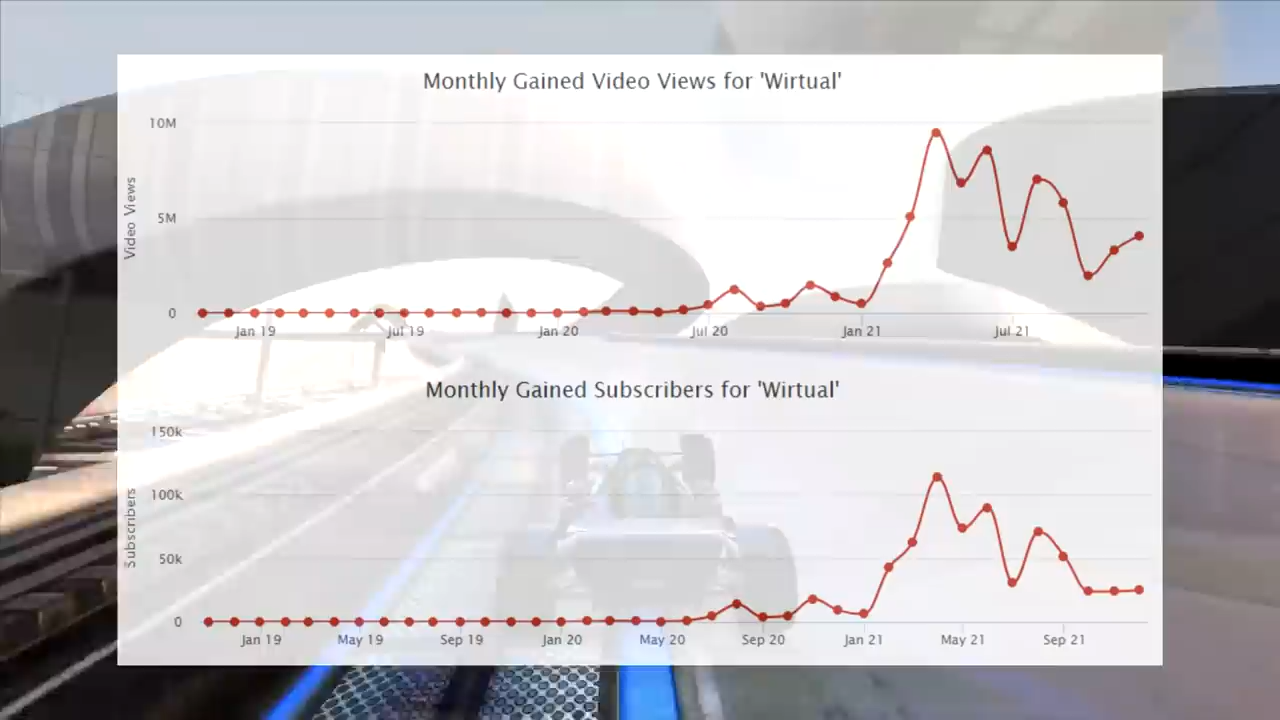 Monthly Gained Video Views for 'Wirtual'
10M
5M
0
Video Views
Jan 19 Jul 19 Jan 20 Jul 20 Jan 21 Jul 21
Monthly Gained Subscribers for 'Wirtual'
150k
100k
50k
0
Subscribers
Jan 19 May 19 Sep 19 Jan 20 May 20 Sep 20 Jan 21 May 21 Sep 21